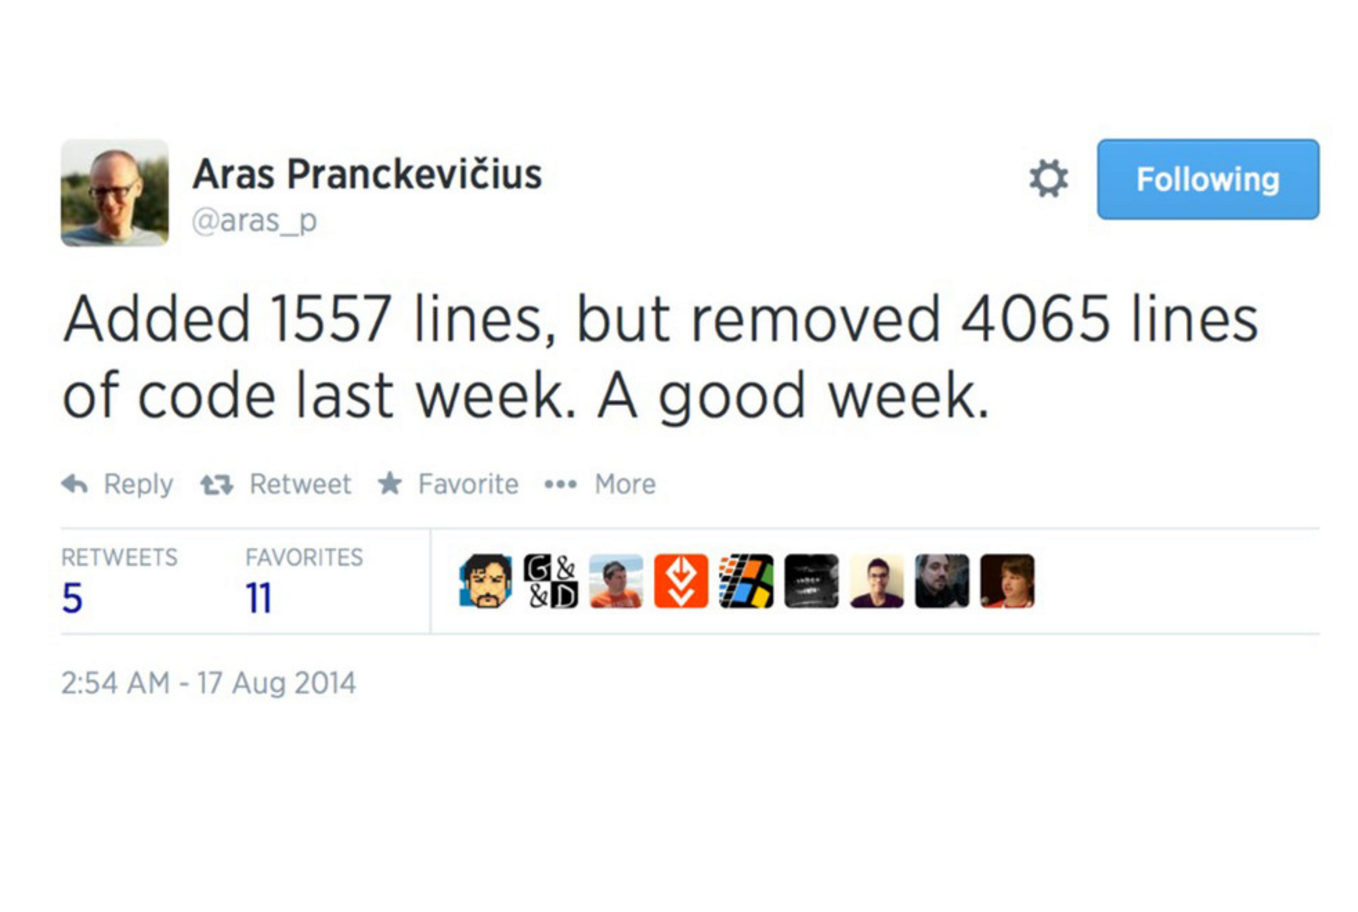 Aras Pranckevičius
@aras_p
Following
Added 1557 lines, but removed 4065 lines
of code last week. A good week.
Reply Retweet Favorite More
RETWEETS FAVORITES
5 11
G&
&D
2:54 AM - 17 Aug 2014